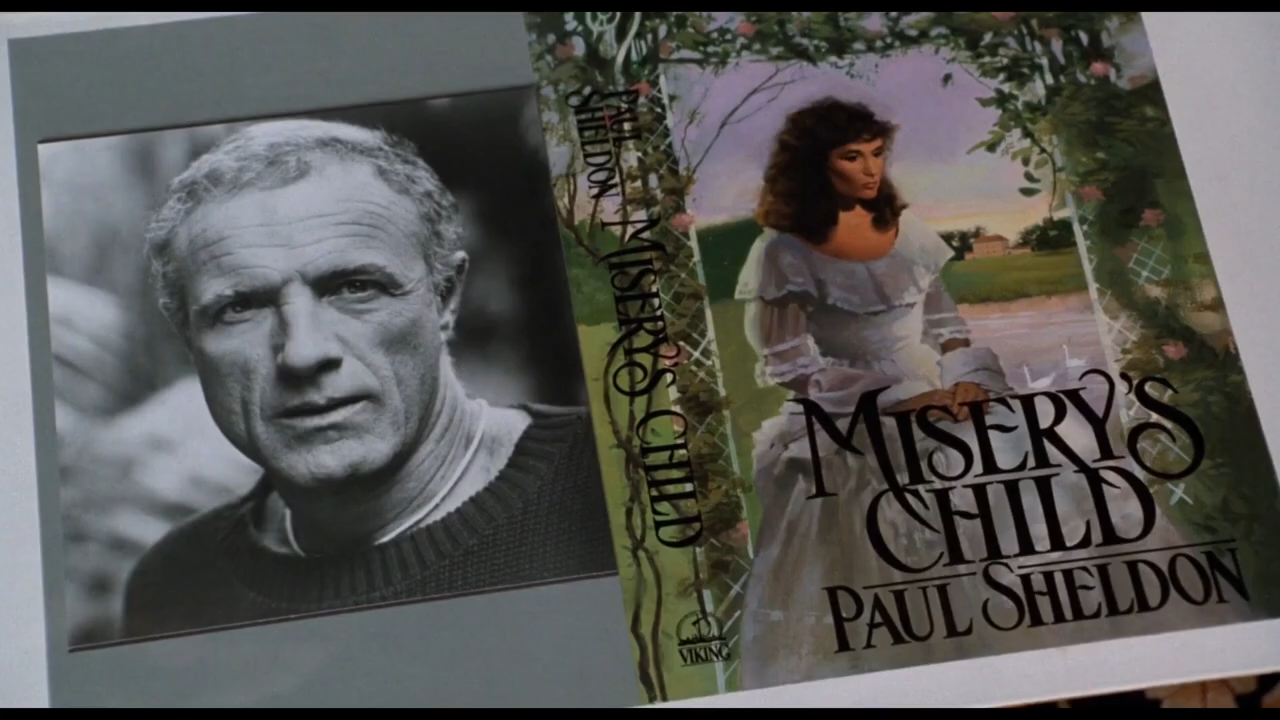 PAUL
SHELDON
MISERY'S CHILD
VIKING
MISERY'S
CHILD
PAUL SHELDON